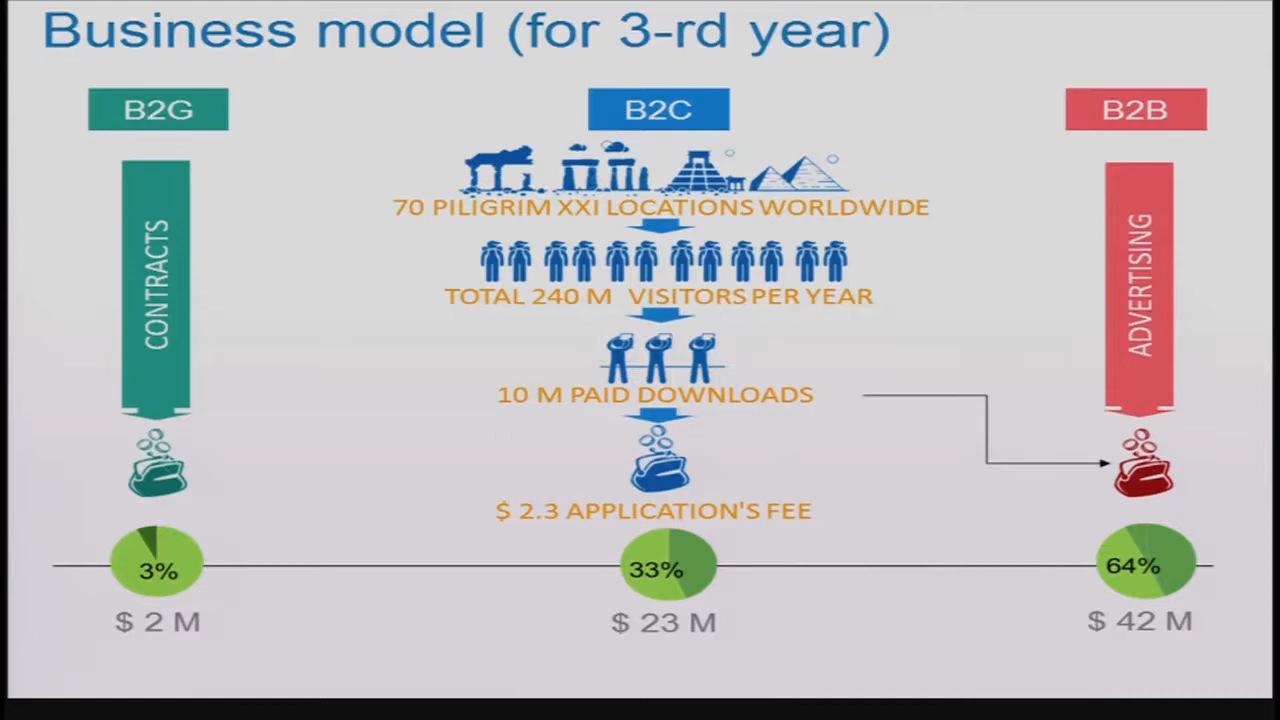 Business model (for 3-rd year)
B2G
B2C
B2B
CONTRACTS
70 PILIGRIM XXI LOCATIONS WORLDWIDE
TOTAL 240 M VISITORS PER YEAR
10 M PAID DOWNLOADS
$ 2.3 APPLICATION'S FEE
ADVERTISING
3%
33%
64%
$ 2 M
$ 23 M
$ 42 M